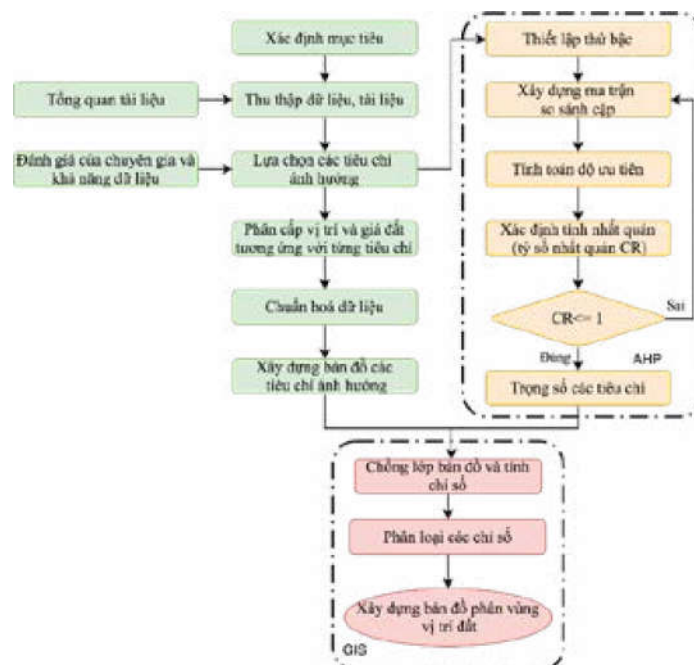 Xác định mục tiêu
Tổng quan tài liệu
Thu thập dữ liệu, tài liệu
Đánh giá của chuyên gia và
khả năng dữ liệu
Lựa chọn các tiêu chí
ảnh hưởng
Phân cấp vị trí và giá đất
tương ứng với từng tiêu chí
Chuẩn hoá dữ liệu
Xây dựng bản đồ các
tiêu chí ảnh hưởng
Thiết lập thứ bậc
Xây dựng ma trận
so sánh cặp
Tính toán độ ưu tiên
Xác định tính nhất quán
(tỷ số nhất quán CR)
CR<= 1
Sai
Đúng
AHP
Trọng số các tiêu chí
Chồng lớp bản đồ và tính
chỉ số
Phân loại các chỉ số
Xây dựng bản đồ phân vùng
vị trí đất
GIS